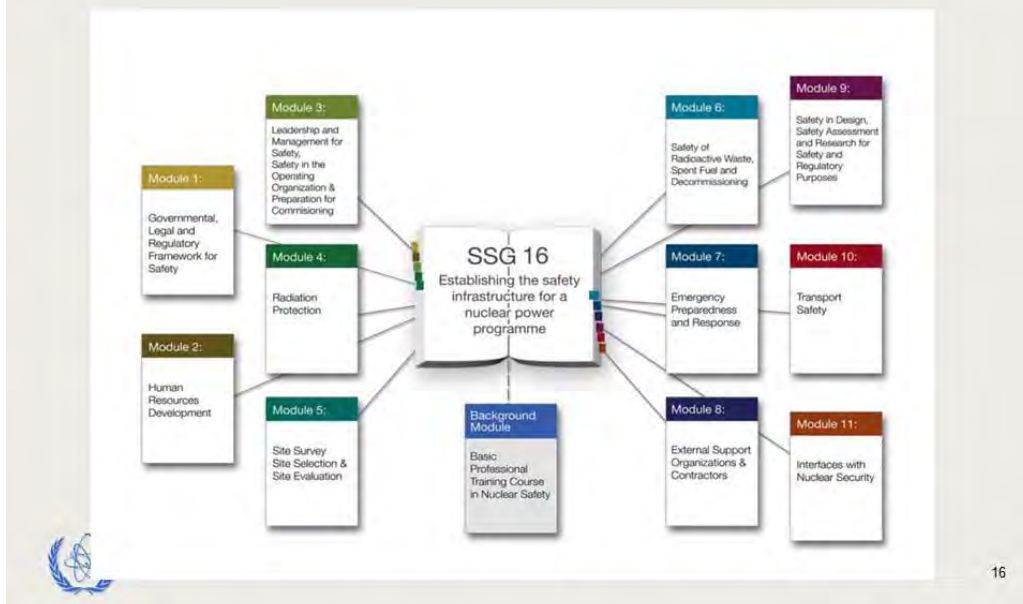 Module 1:
Governmental,
Legal and
Regulatory
Framework for
Safety
Module 2:
Human
Resources
Development
Module 3:
Leadership and
Management for
Safety,
Safety in the
Operating
Organization &
Preparation for
Commisioning
Module 4:
Radiation
Protection
Module 5:
Site Survey
Site Selection &
Site Evaluation
SSG 16
Establishing the safety
infrastructure for a
nuclear power
programme
Background
Module
Basic
Professional
Training Course
in Nuclear Safety
Module 6:
Safety of
Radioactive Waste,
Spent Fuel and
Decommissioning
Module 7:
Emergency
Preparedness
and Response
Module 8:
External Support
Organizations &
Contractors
Module 9:
Safety in Design,
Safety Assessment
and Research for
Safety and
Regulatory
Purposes
Module 10:
Transport
Safety
Module 11:
Interfaces with
Nuclear Security
16